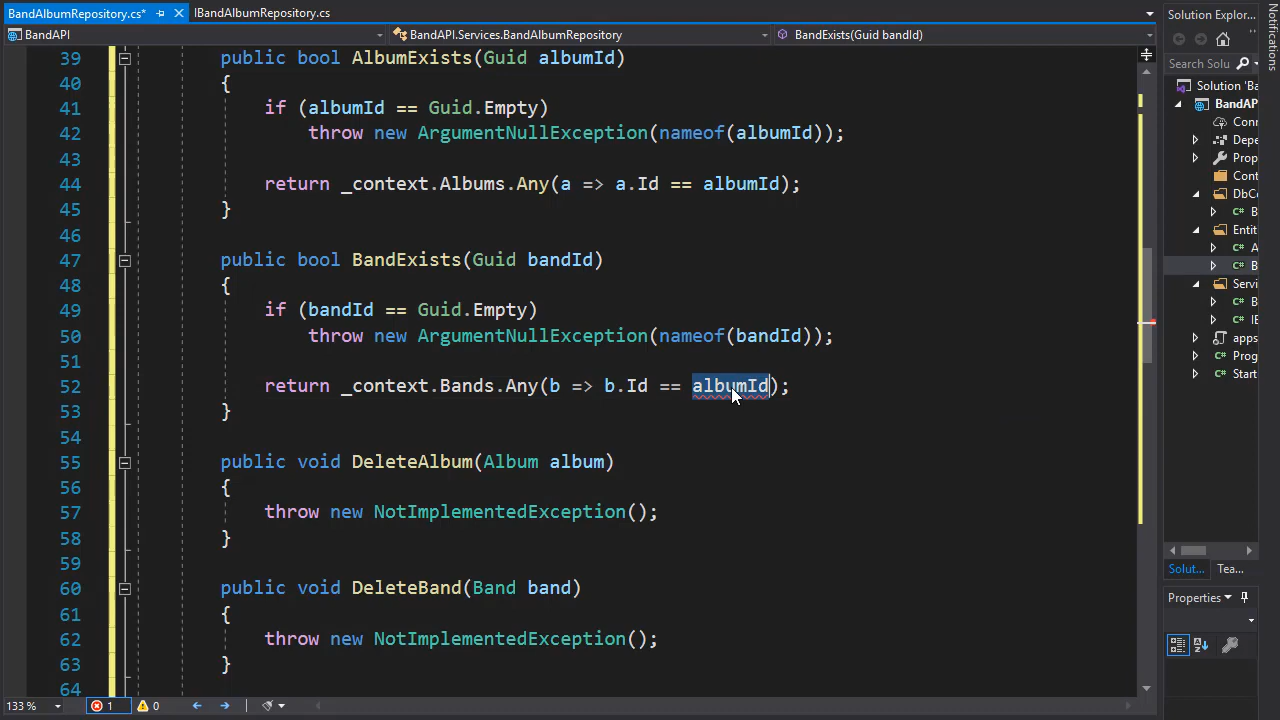 BandAlbumRepository.cs*
IBandAlbumRepository.cs
BandAPI
BandAPI.Services.BandAlbumRepository
BandExists(Guid bandId)
39 public bool AlbumExists(Guid albumId)
40 {
41 if (albumId == Guid.Empty)
42 throw new ArgumentNullException(nameof(albumId));
43
44 return _context.Albums.Any(a => a.Id == albumId);
45 }
46
47 public bool BandExists(Guid bandId)
48 {
49 if (bandId == Guid.Empty)
50 throw new ArgumentNullException(nameof(bandId));
51
52 return _context.Bands.Any(b => b.Id == albumId);
53 }
54
55 public void DeleteAlbum(Album album)
56 {
57 throw new NotImplementedException();
58 }
59
60 public void DeleteBand(Band band)
61 {
62 throw new NotImplementedException();
63 }
64
133 %
1
0
Solution Explor...
Search Solu
Solution 'Ba
BandAP
Conn
Depe
Prop
Cont
DbCo
C# B
Entit
C# A
C# B
Servi
C# B
C# IE
apps
C# Prog
C# Start
Solut...
Tea...
Properties
Notifications